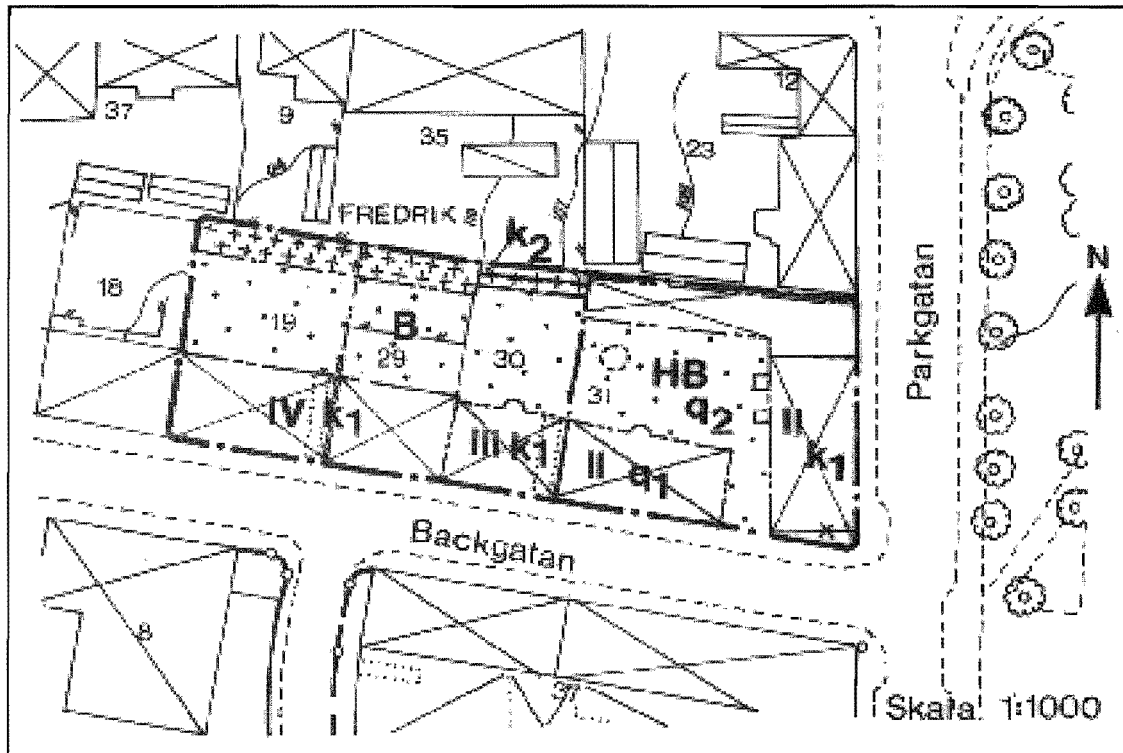 37
9
35
12
23
FREDRIK 8
k2
18
19
B
29
30
31
HB
q2
IV k1
III k1
II q1
II
k1
x
Backgatan
Parkgatan
N
8
37
Skala 1:1000